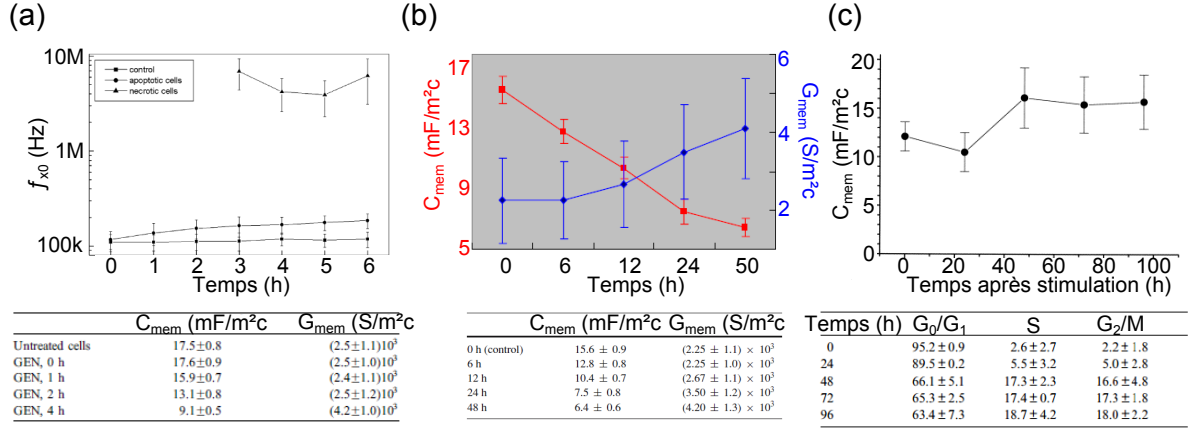 (a)
10M
1M
100k
f x0 (Hz)
control
apoptotic cells
necrotic cells
0 1 2 3 4 5 6
Temps (h)
C mem (mF/m²c G mem (S/m²c
Untreated cells 17.5±0.8 (2.5±1.1)10³
GEN, 0 h 17.6±0.9 (2.5±1.0)10³
GEN, 1 h 15.9±0.7 (2.4±1.1)10³
GEN, 2 h 13.1±0.8 (2.5±1.2)10³
GEN, 4 h 9.1±0.5 (4.2±1.0)10³
(b)
17
13
9
5
C mem (mF/m²c
6
4
2
G mem (S/m²c
0 6 12 24 50
Temps (h)
C mem (mF/m²c G mem (S/m²c
0 h (control) 15.6 ± 0.9 (2.25 ± 1.1) × 10³
6 h 12.8 ± 0.8 (2.25 ± 1.0) × 10³
12 h 10.4 ± 0.7 (2.67 ± 1.1) × 10³
24 h 7.5 ± 0.8 (3.50 ± 1.2) × 10³
48 h 6.4 ± 0.6 (4.20 ± 1.3) × 10³
(c)
20
15
10
5
0
C mem (mF/m²c
0 20 40 60 80 100
Temps après stimulation (h)
Temps (h) G0/G1 S G2/M
0 95.2 ± 0.9 2.6 ± 2.7 2.2 ± 1.8
24 89.5 ± 0.2 5.5 ± 3.2 5.0 ± 2.8
48 66.1 ± 5.1 17.3 ± 2.3 16.6 ± 4.8
72 65.3 ± 2.5 17.4 ± 0.7 17.3 ± 1.8
96 63.4 ± 7.3 18.7 ± 4.2 18.0 ± 2.2